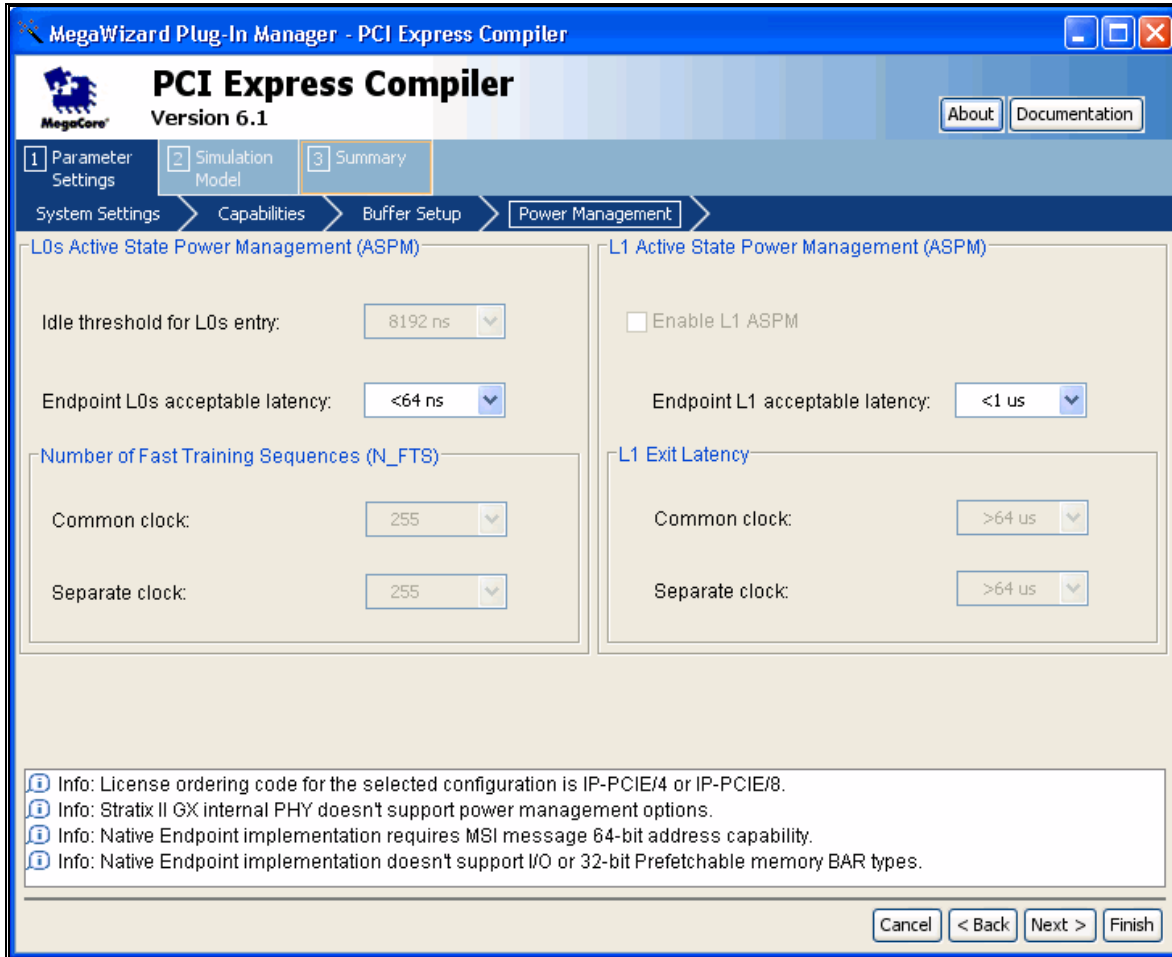 MegaWizard Plug-In Manager - PCI Express Compiler
MegaCore®
PCI Express Compiler
Version 6.1
About
Documentation
1 Parameter Settings
2 Simulation Model
3 Summary
System Settings
Capabilities
Buffer Setup
Power Management
L0s Active State Power Management (ASPM)
Idle threshold for L0s entry: 8192 ns
Endpoint L0s acceptable latency: <64 ns
Number of Fast Training Sequences (N_FTS)
Common clock: 255
Separate clock: 255
L1 Active State Power Management (ASPM)
Enable L1 ASPM
Endpoint L1 acceptable latency: <1 us
L1 Exit Latency
Common clock: >64 us
Separate clock: >64 us
Info: License ordering code for the selected configuration is IP-PCIE/4 or IP-PCIE/8.
Info: Stratix II GX internal PHY doesn't support power management options.
Info: Native Endpoint implementation requires MSI message 64-bit address capability.
Info: Native Endpoint implementation doesn't support I/O or 32-bit Prefetchable memory BAR types.
Cancel
< Back
Next >
Finish